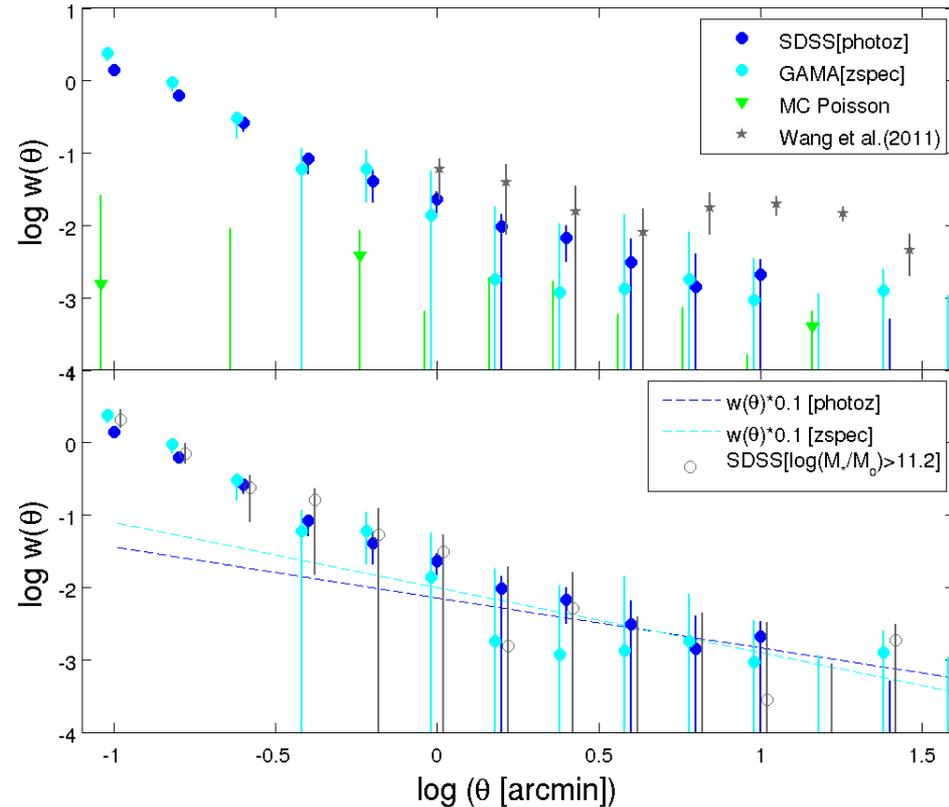 1
0
-1
-2
-3
-4
log w(θ)
SDSS[photoz]
GAMA[zspec]
MC Poisson
Wang et al.(2011)
0
-1
-2
-3
-4
log w(θ)
w(θ)*0.1 [photoz]
w(θ)*0.1 [zspec]
SDSS[log(M*/M0)>11.2]
-1
-0.5
0
0.5
1
1.5
log (θ [arcmin])